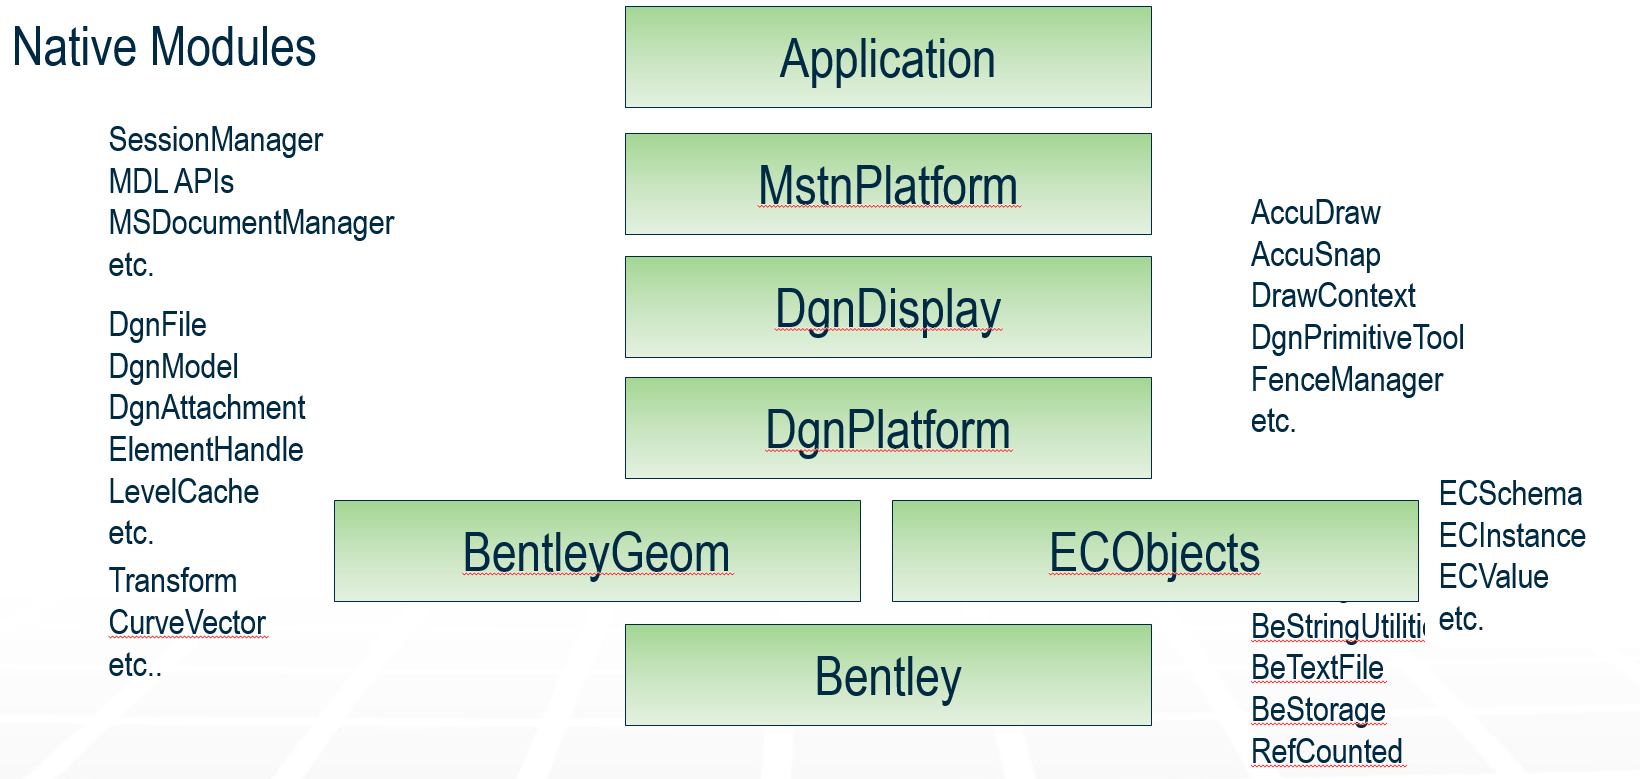 Native Modules
Application
SessionManager
MDL APIs
MSDocumentManager
etc.
MstnPlatform
DgnDisplay
AccuDraw
AccuSnap
DrawContext
DgnPrimitiveTool
FenceManager
etc.
DgnFile
DgnModel
DgnAttachment
ElementHandle
LevelCache
etc.
DgnPlatform
Transform
CurveVector
etc..
BentleyGeom
ECObjects
ECSchema
ECInstance
ECValue
etc.
Bentley
BeStringUtiliti
BeTextFile
BeStorage
RefCounted